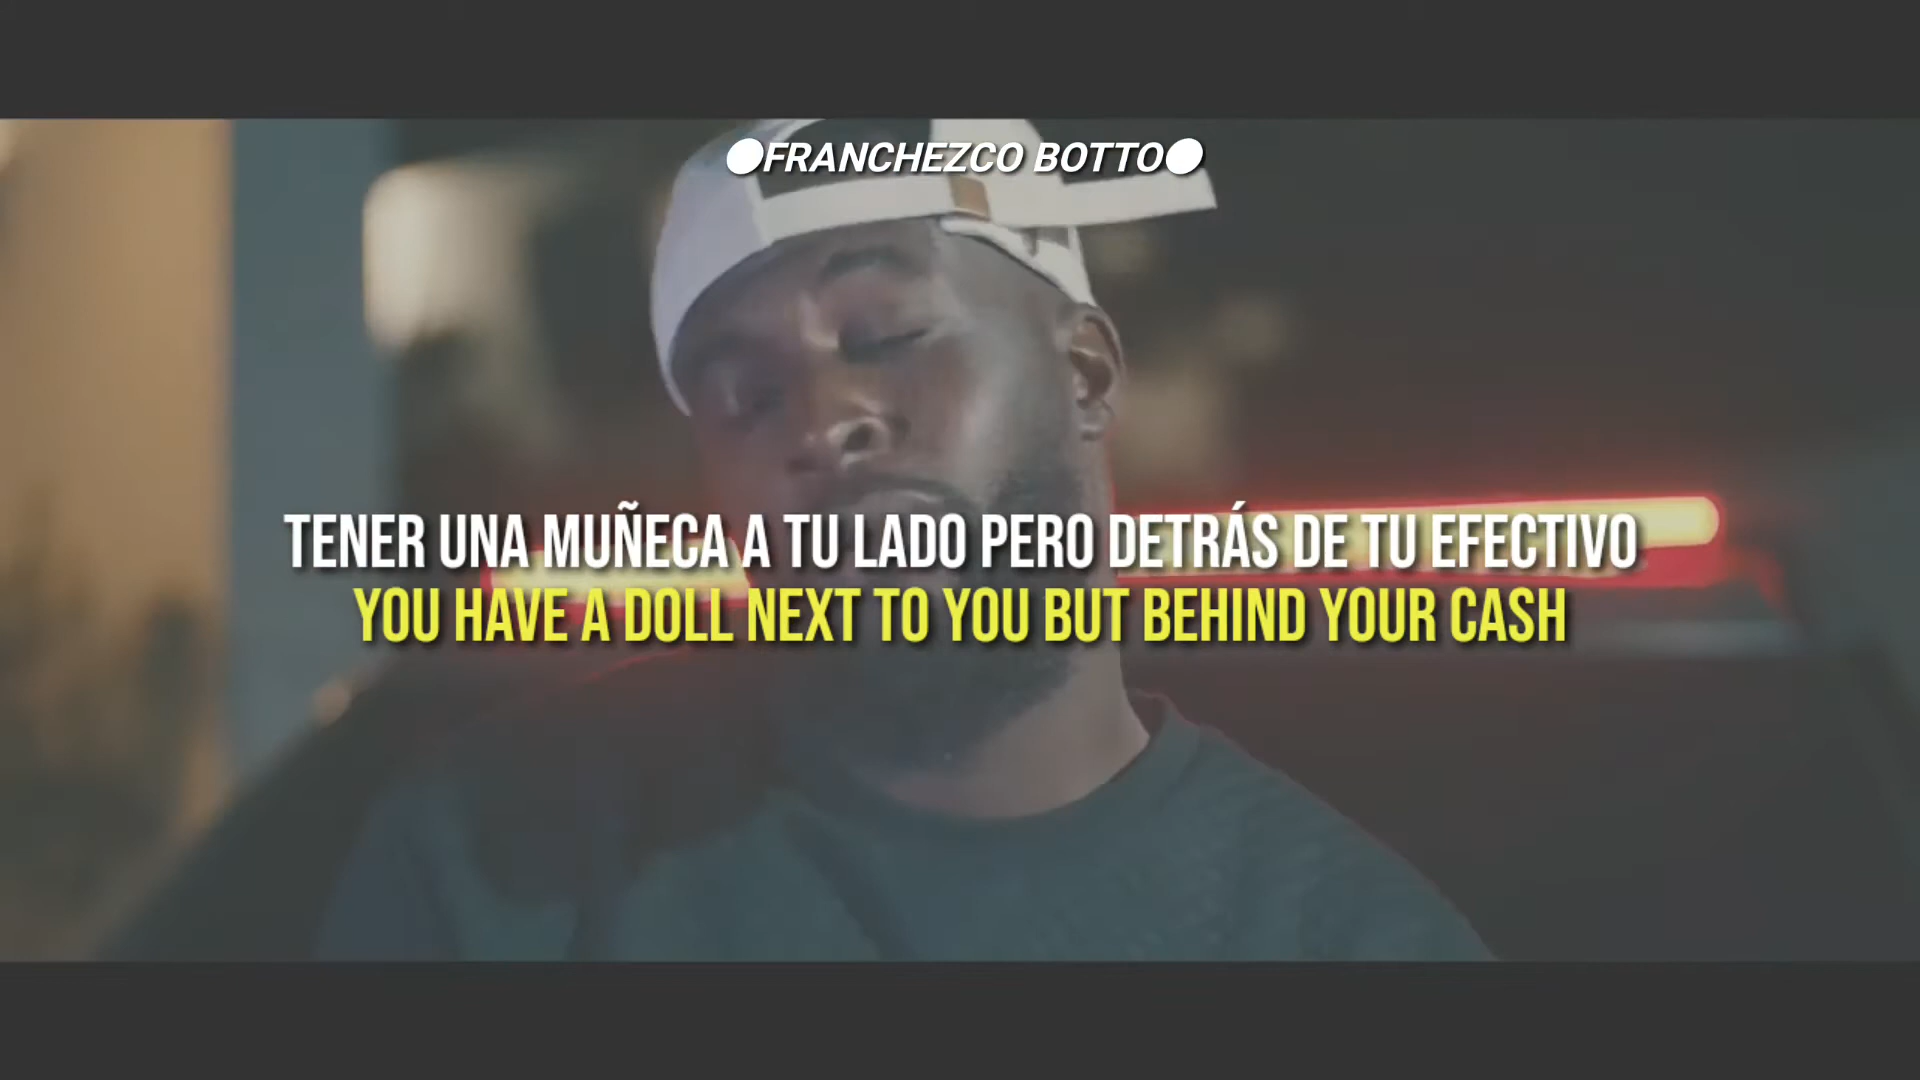 FRANCHEZCO BOTTO
TENER UNA MUÑECA A TU LADO PERO DETRÁS DE TU EFECTIVO
YOU HAVE A DOLL NEXT TO YOU BUT BEHIND YOUR CASH